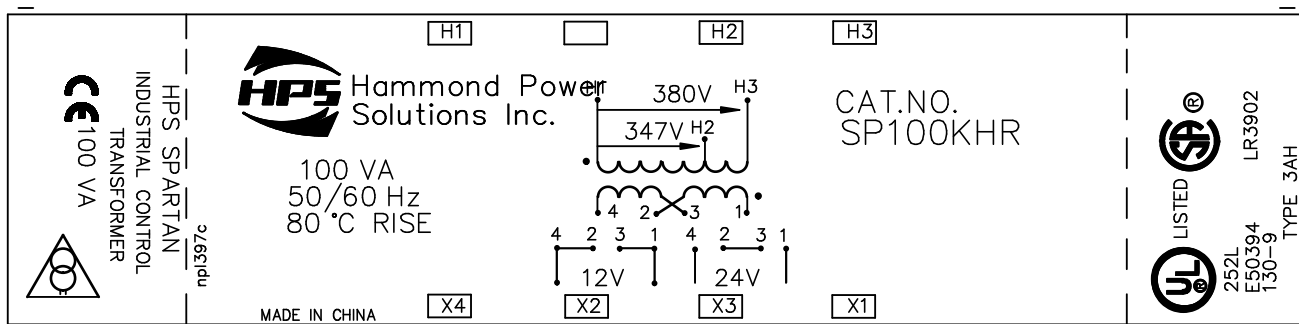 HPS SPARTAN
INDUSTRIAL CONTROL
TRANSFORMER
CE 100 VA
npl397c
H1
H2
H3
HPS
Hammond Power
Solutions Inc.
100 VA
50/60 Hz
80°C RISE
MADE IN CHINA
H1
H3
380V
347V
H2
4
2
3
1
4
2
3
1
4
2
3
1
12V
24V
X4
X2
X3
X1
CAT.NO.
SP100KHR
SA ®
LR3902
UL ®
LISTED
252L
E50394
130-9
TYPE 3AH